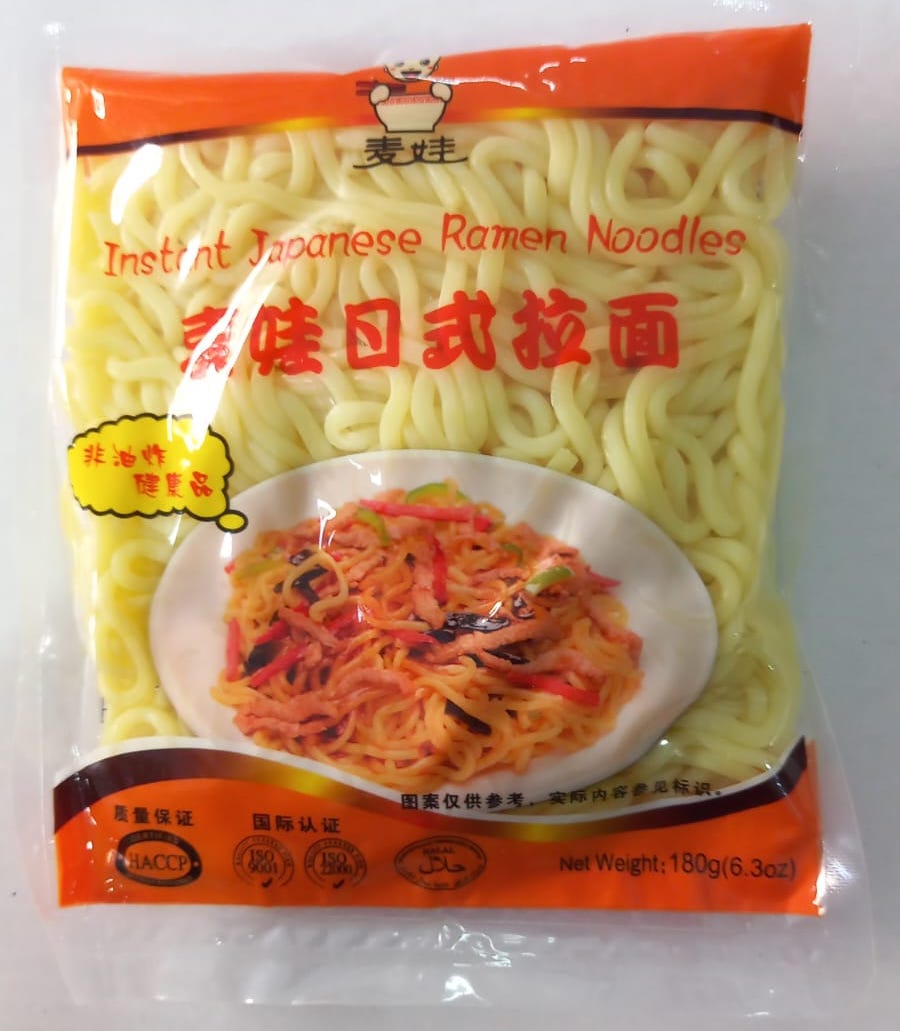 麦娃
Instant Japanese Ramen Noodles
麦娃日式拉面
非油炸
健康品
图案仅供参考，实际内容参见标识。
质量保证
国际认证
HACCP
ISO
9001
ISO
22000
HALAL
حلال
Net Weight: 180g(6.3oz)